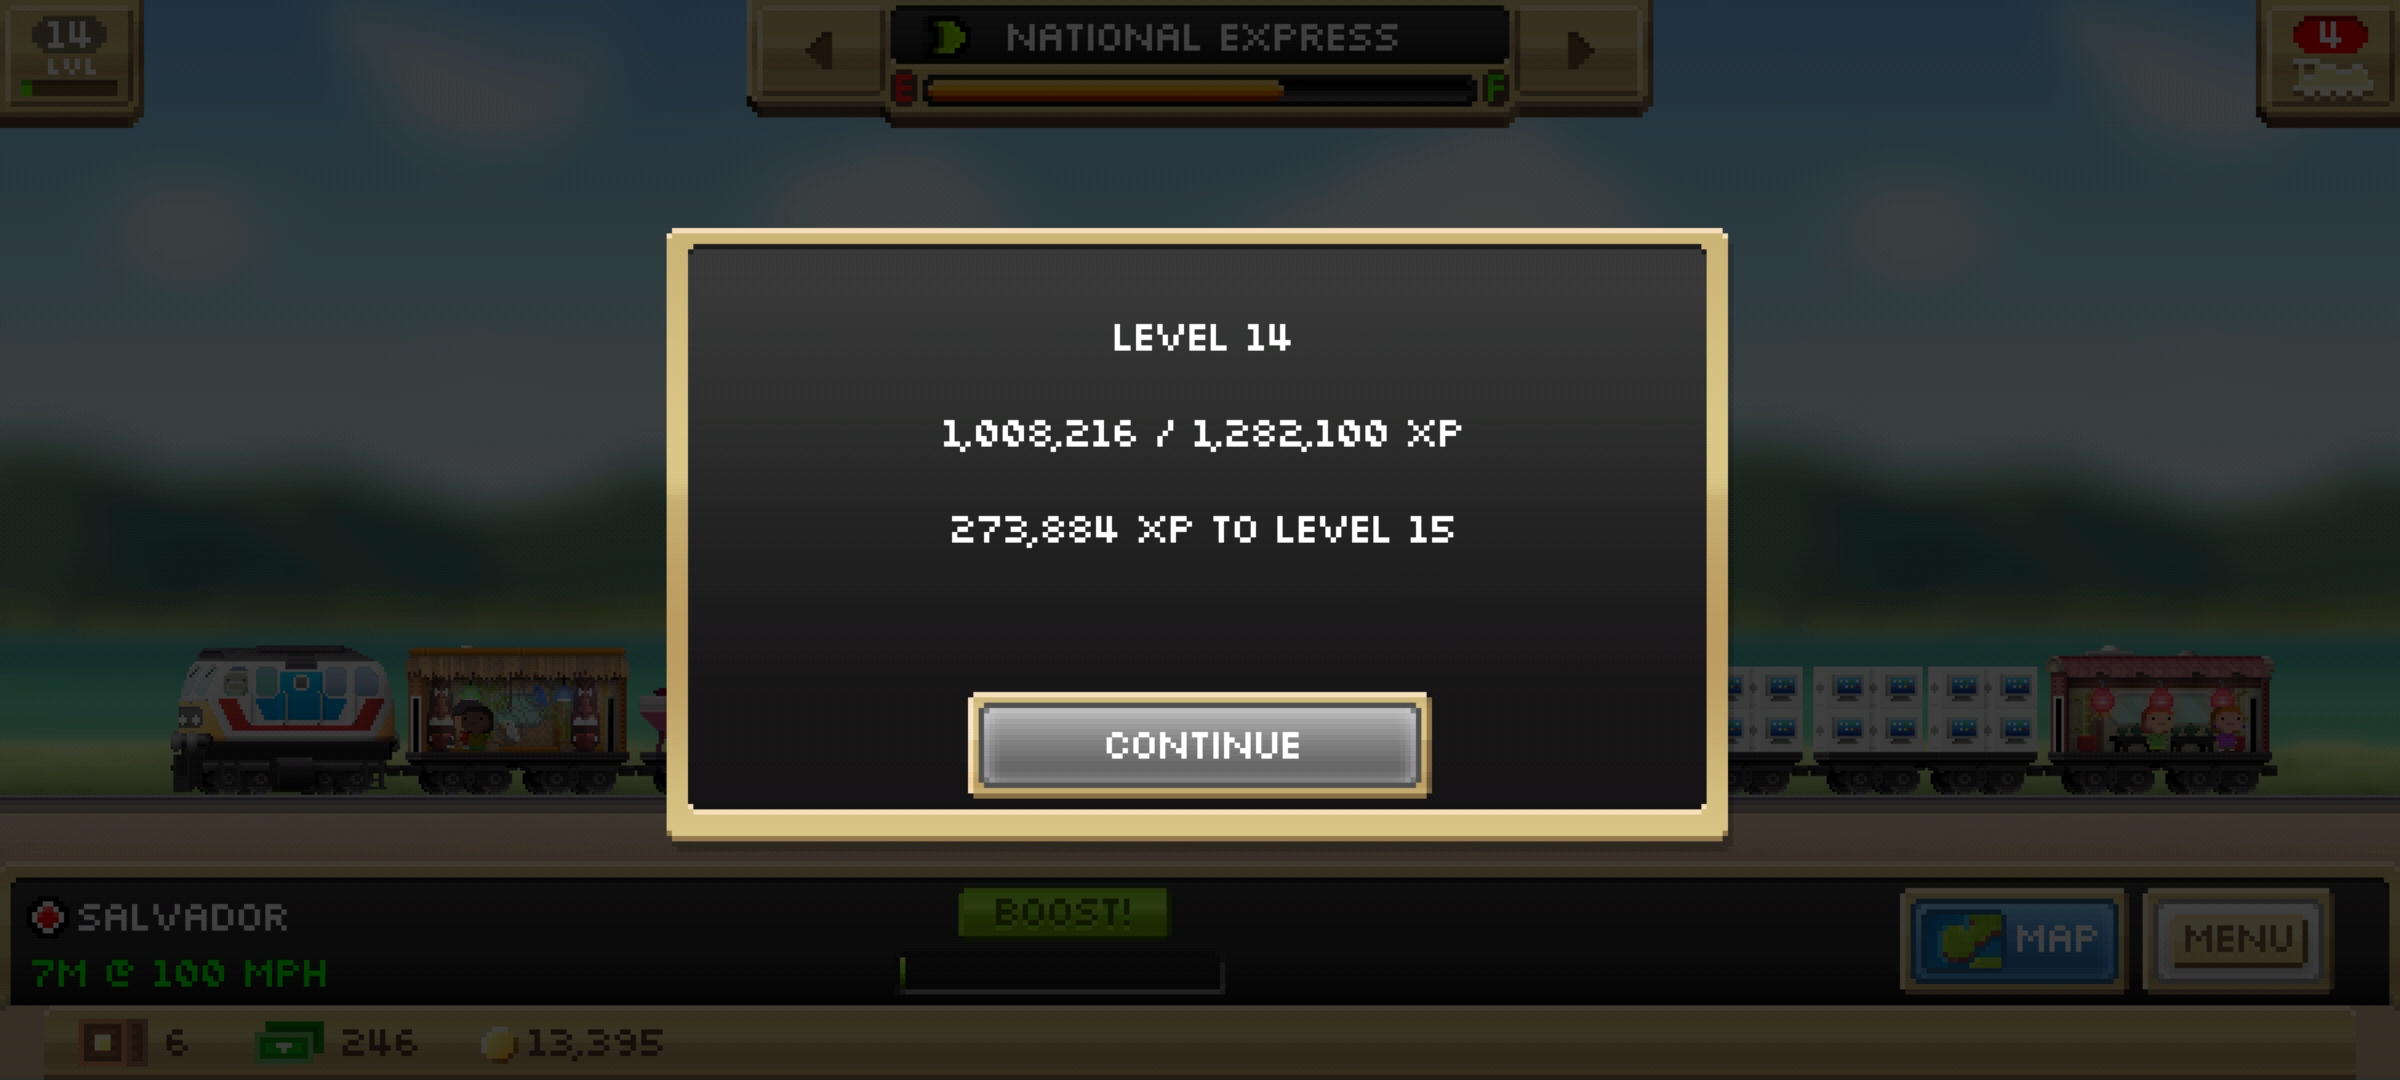 14
LVL
NATIONAL EXPRESS
E
F
4
LEVEL 14
1,008,216 / 1,282,100 XP
273,884 XP TO LEVEL 15
CONTINUE
SALVADOR
7M @ 100 MPH
BOOST!
MAP
MENU
6
246
13,395